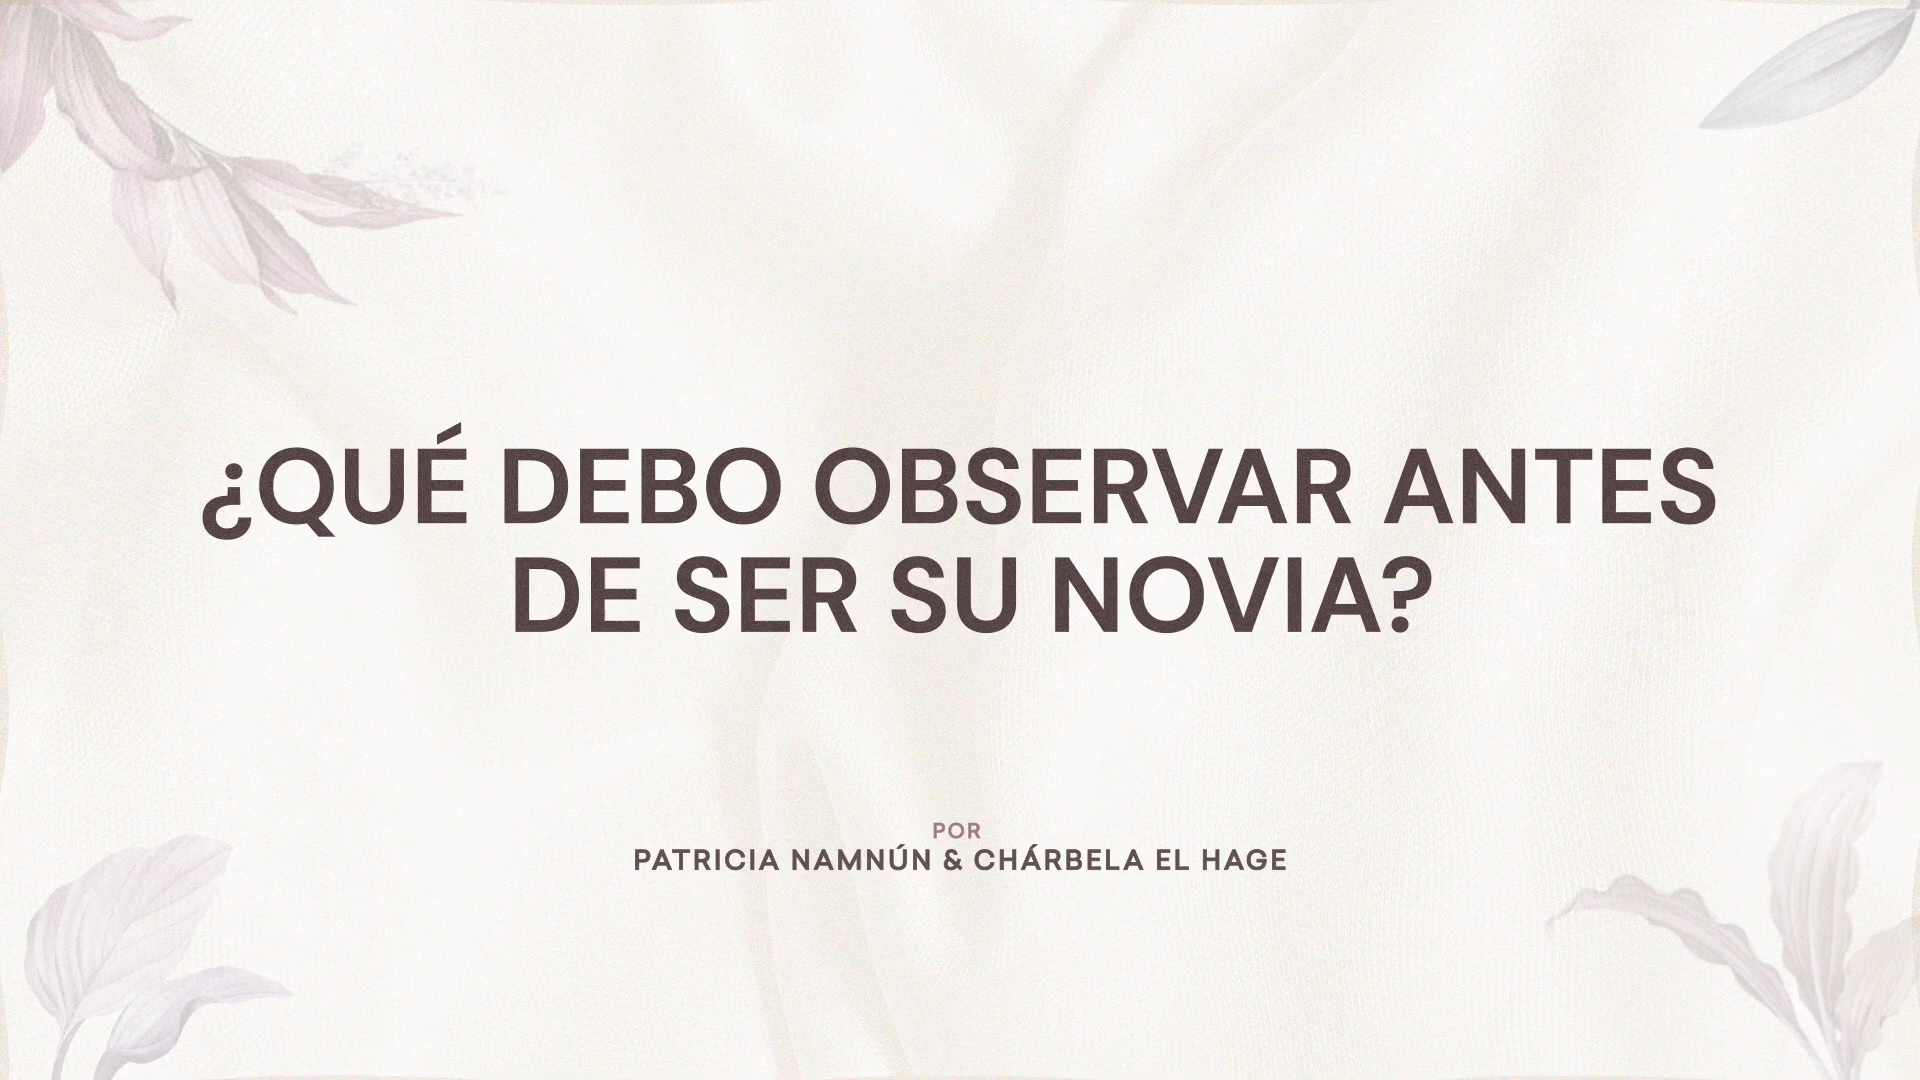 ¿QUÉ DEBO OBSERVAR ANTES
DE SER SU NOVIA?
POR
PATRICIA NAMNÚN & CHÁRBELA EL HAGE